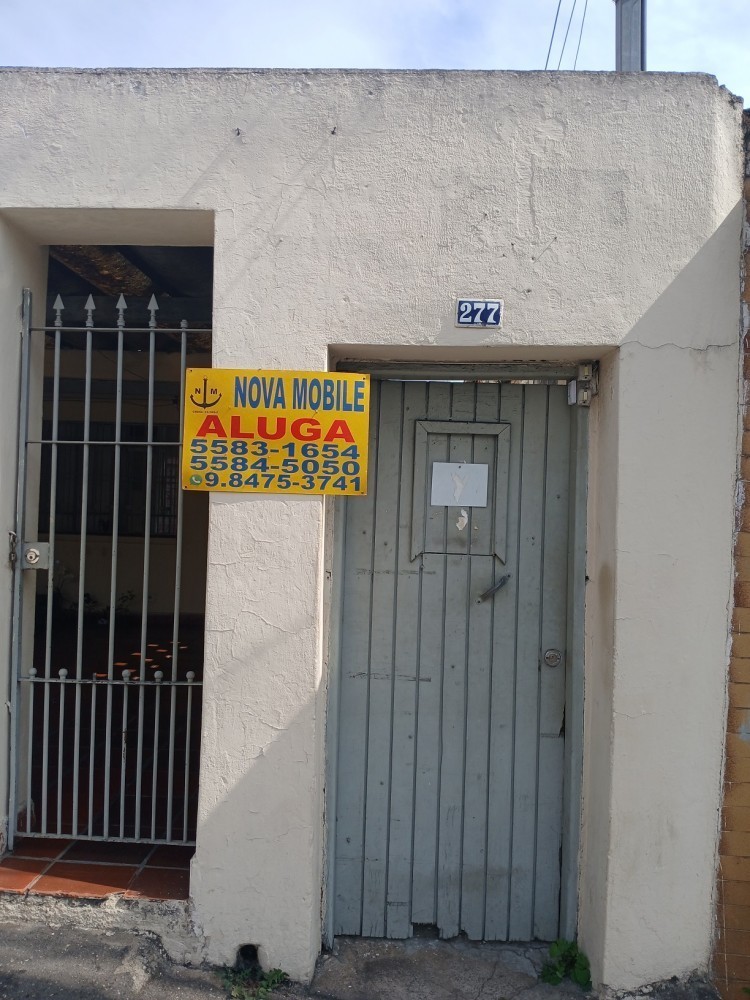 277
N M
NOVA MOBILE
ALUGA
5583-1654
5584-5050
9.8475-3741